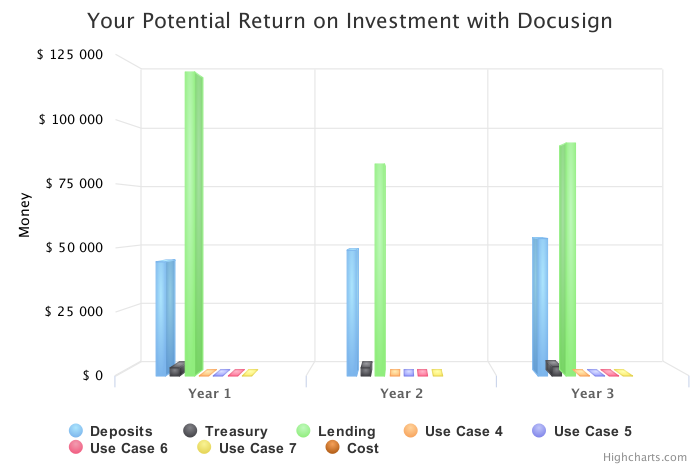 Your Potential Return on Investment with Docusign
$ 125 000
$ 100 000
$ 75 000
$ 50 000
$ 25 000
$ 0
Money
Year 1 Year 2 Year 3
Deposits Treasury Lending Use Case 4 Use Case 5
Use Case 6 Use Case 7 Cost
Highcharts.com